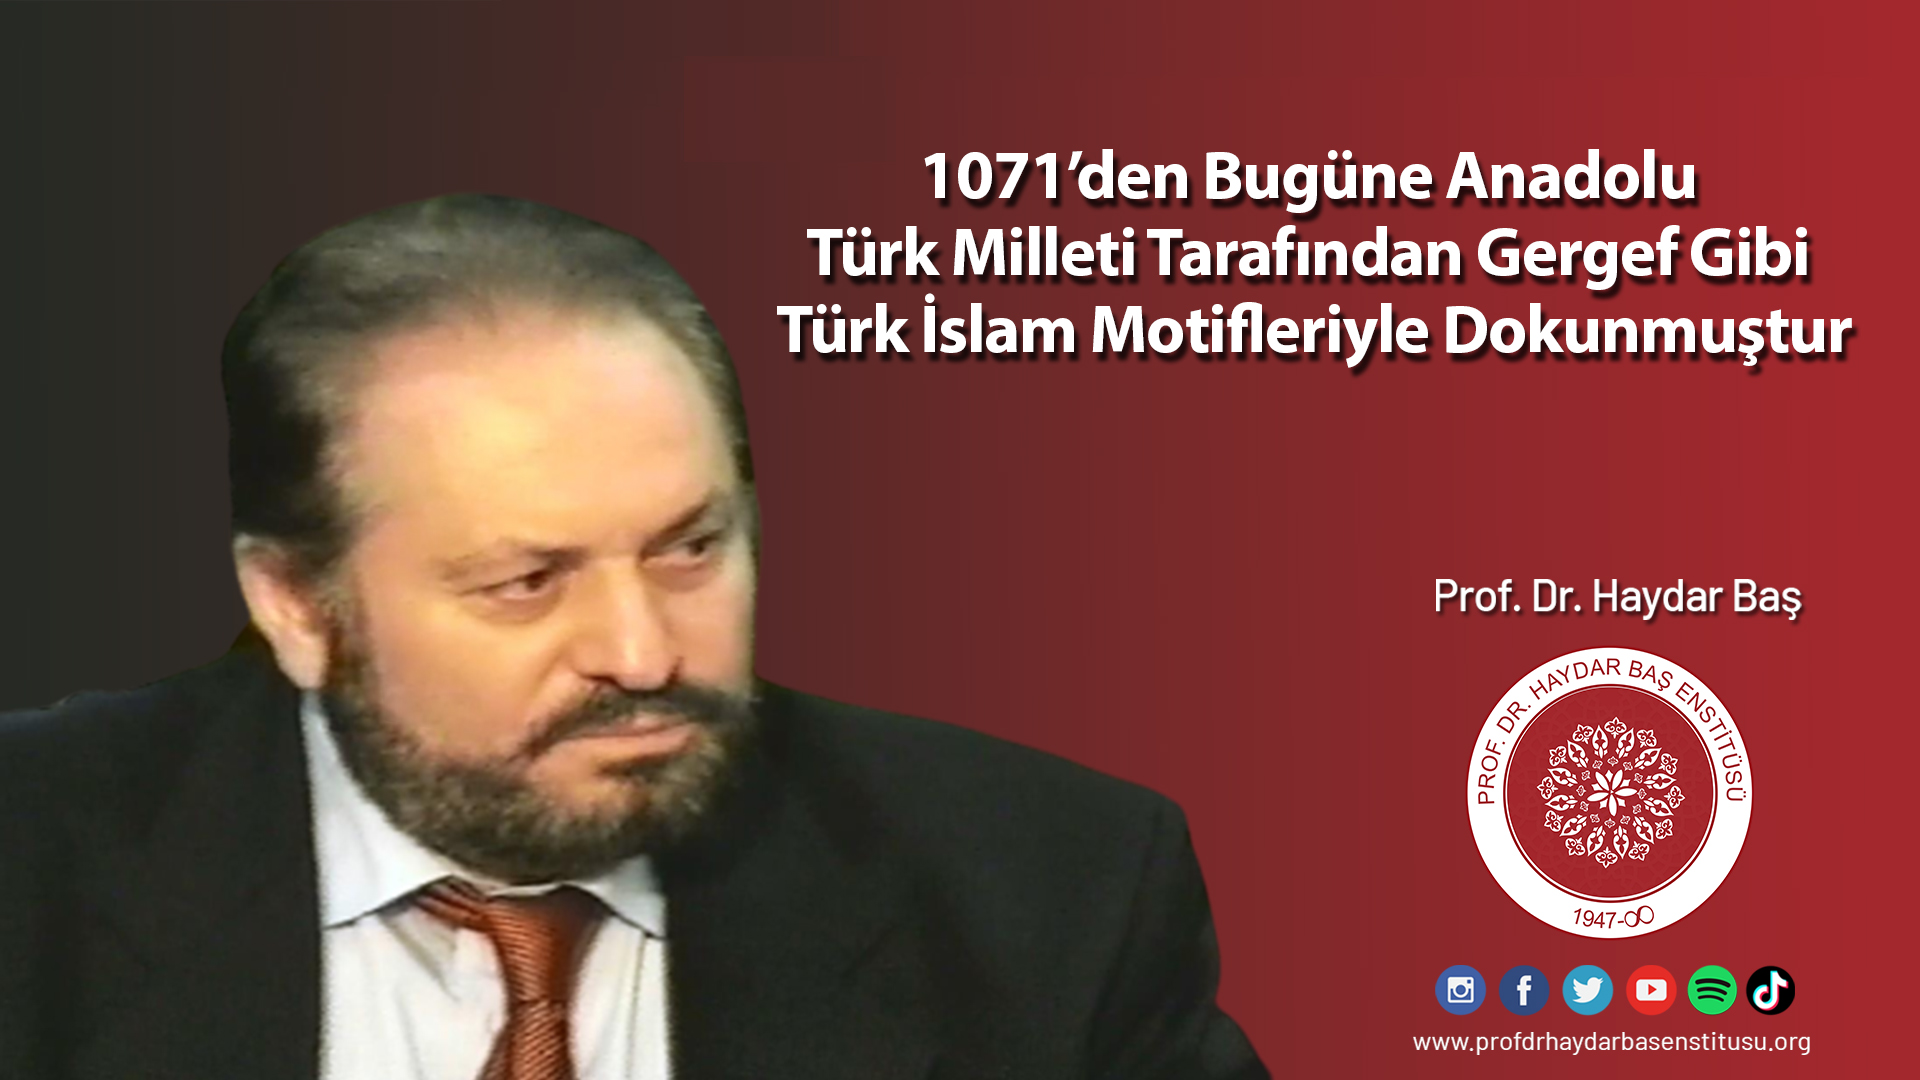 1071’den Bugüne Anadolu
Türk Milleti Tarafından Gergef Gibi
Türk İslam Motifleriyle Dokunmuştur
Prof. Dr. Haydar Baş
PROF. DR. HAYDAR BAŞ ENSTİTÜSÜ
1947-∞
www.profdrhaydarbasenstitusu.org